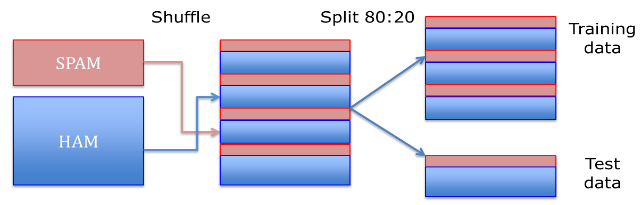 Shuffle
Split 80:20
SPAM
HAM
Training
data
Test
data